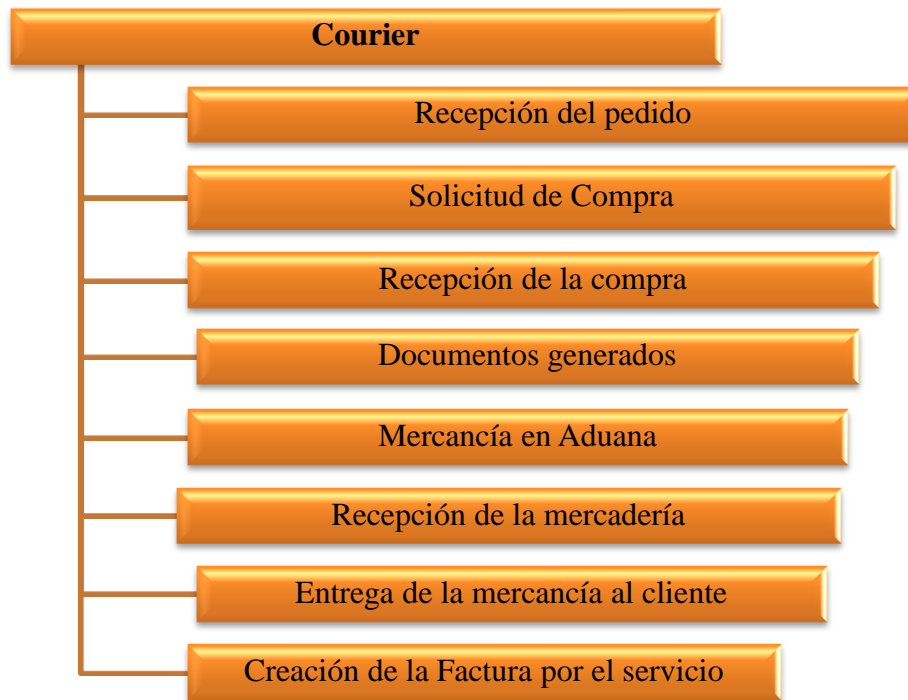 Courier
Recepción del pedido
Solicitud de Compra
Recepción de la compra
Documentos generados
Mercancía en Aduana
Recepción de la mercadería
Entrega de la mercancía al cliente
Creación de la Factura por el servicio